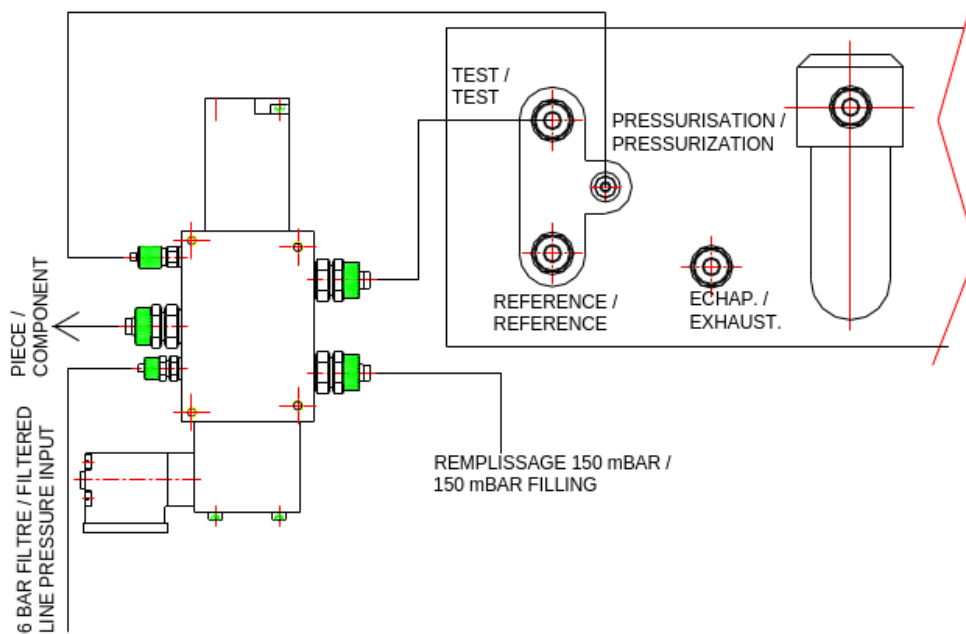 TEST /
TEST
PRESSURISATION /
PRESSURIZATION
PIECE /
COMPONENT
REFERENCE /
REFERENCE
ECHAP. /
EXHAUST.
6 BAR FILTRE / FILTERED
LINE PRESSURE INPUT
REMPLISSAGE 150 mBAR /
150 mBAR FILLING